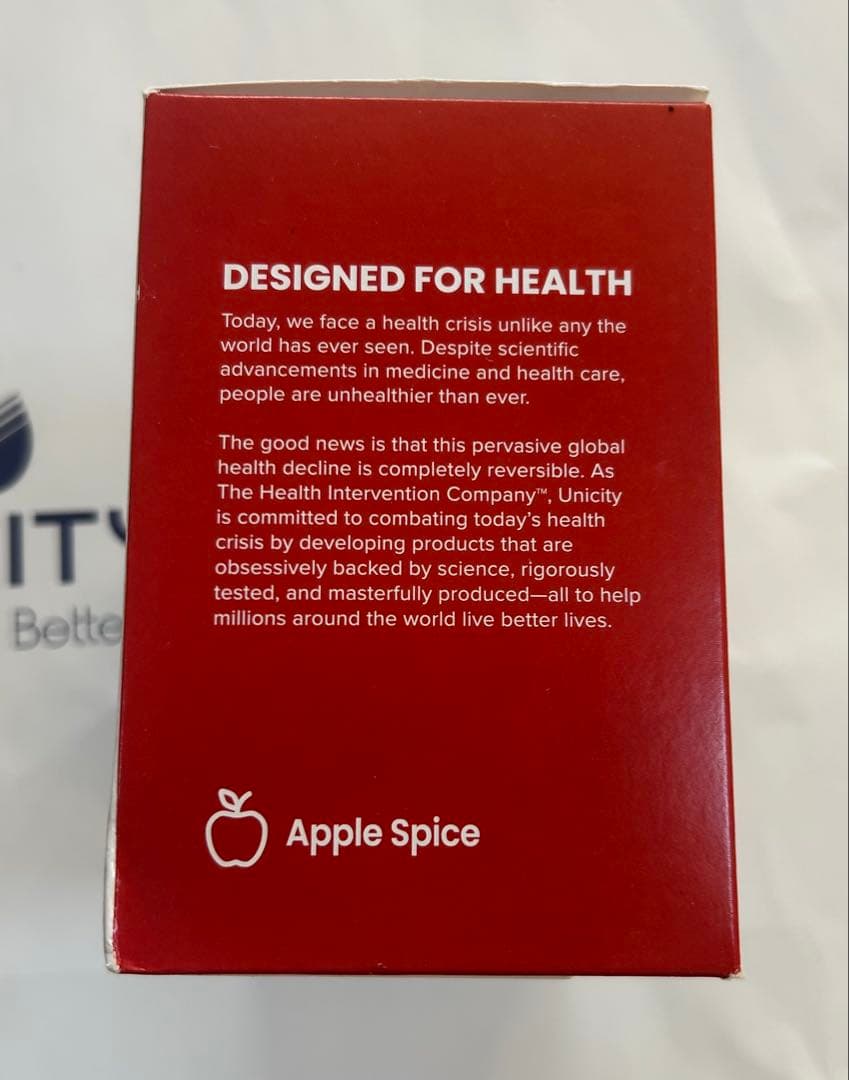 DESIGNED FOR HEALTH
Today, we face a health crisis unlike any the
world has ever seen. Despite scientific
advancements in medicine and health care,
people are unhealthier than ever.
The good news is that this pervasive global
health decline is completely reversible. As
The Health Intervention Company™, Unicity
is committed to combating today's health
crisis by developing products that are
obsessively backed by science, rigorously
tested, and masterfully produced—all to help
millions around the world live better lives.
Apple Spice
ITY
Bette